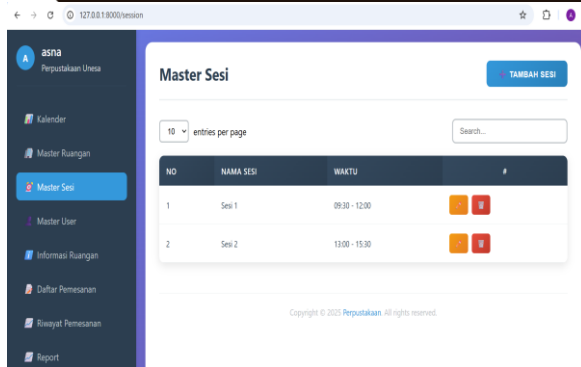 127.0.0.1:8000/session
A
A
asna
Perpustakaan Unesa
Kalender
Master Ruangan
Master Sesi
Master User
Informasi Ruangan
Daftar Pemesanan
Riwayat Pemesanan
Report
Master Sesi
TAMBAH SESI
10 entries per page
Search...
NO NAMA SESI WAKTU #
1 Sesi 1 09:30 - 12:00
2 Sesi 2 13:00 - 15:30
Copyright © 2025 Perpustakaan. All rights reserved.